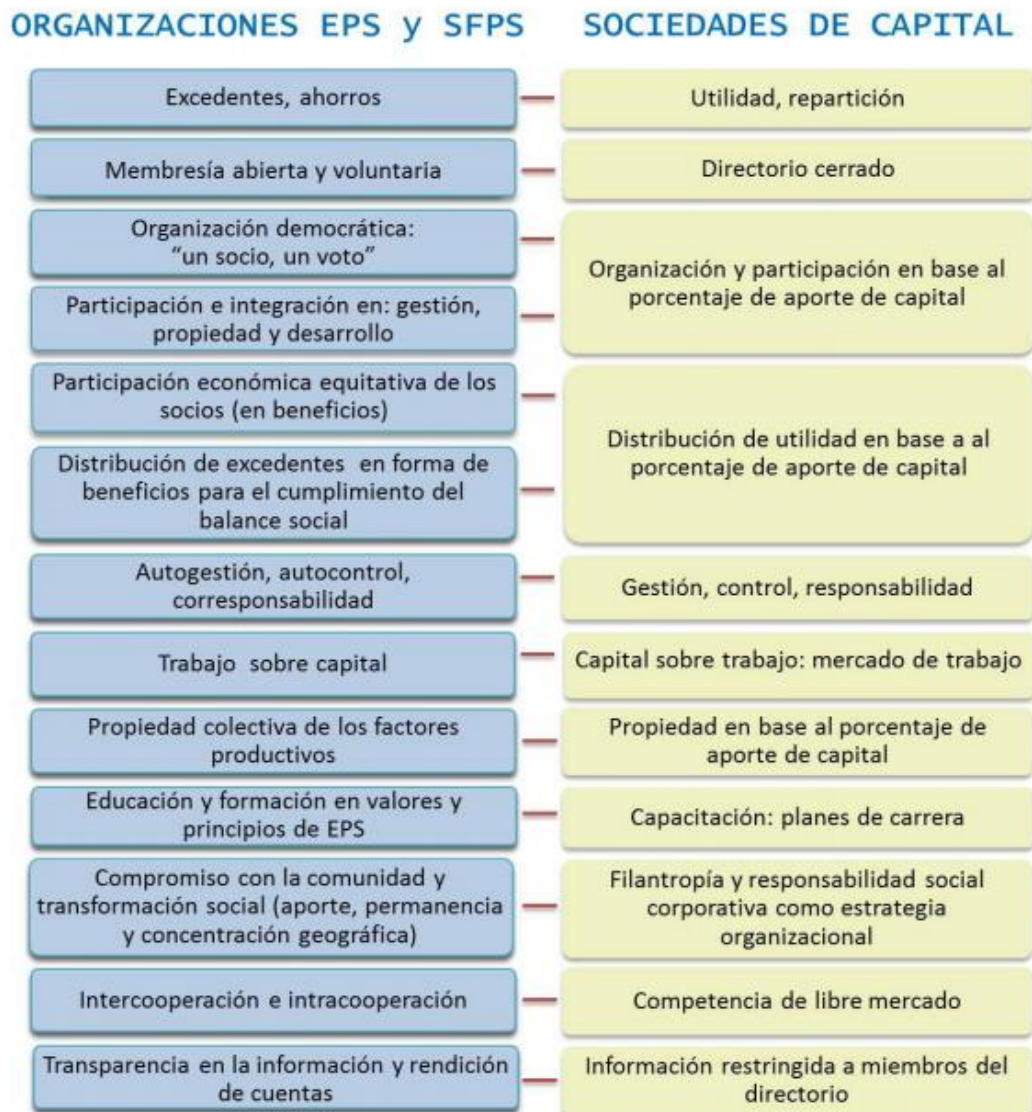 ORGANIZACIONES EPS y SFPS
SOCIEDADES DE CAPITAL
Excedentes, ahorros
Utilidad, repartición
Membresía abierta y voluntaria
Directorio cerrado
Organización democrática:
“un socio, un voto”
Participación e integración en: gestión,
propiedad y desarrollo
Organización y participación en base al
porcentaje de aporte de capital
Participación económica equitativa de los
socios (en beneficios)
Distribución de excedentes en forma de
beneficios para el cumplimiento del
balance social
Distribución de utilidad en base a al
porcentaje de aporte de capital
Autogestión, autocontrol,
corresponsabilidad
Gestión, control, responsabilidad
Trabajo sobre capital
Capital sobre trabajo: mercado de trabajo
Propiedad colectiva de los factores
productivos
Propiedad en base al porcentaje de
aporte de capital
Educación y formación en valores y
principios de EPS
Capacitación: planes de carrera
Compromiso con la comunidad y
transformación social (aporte, permanencia
y concentración geográfica)
Filantropía y responsabilidad social
corporativa como estrategia
organizacional
Intercooperación e intracooperación
Competencia de libre mercado
Transparencia en la información y rendición
de cuentas
Información restringida a miembros del
directorio